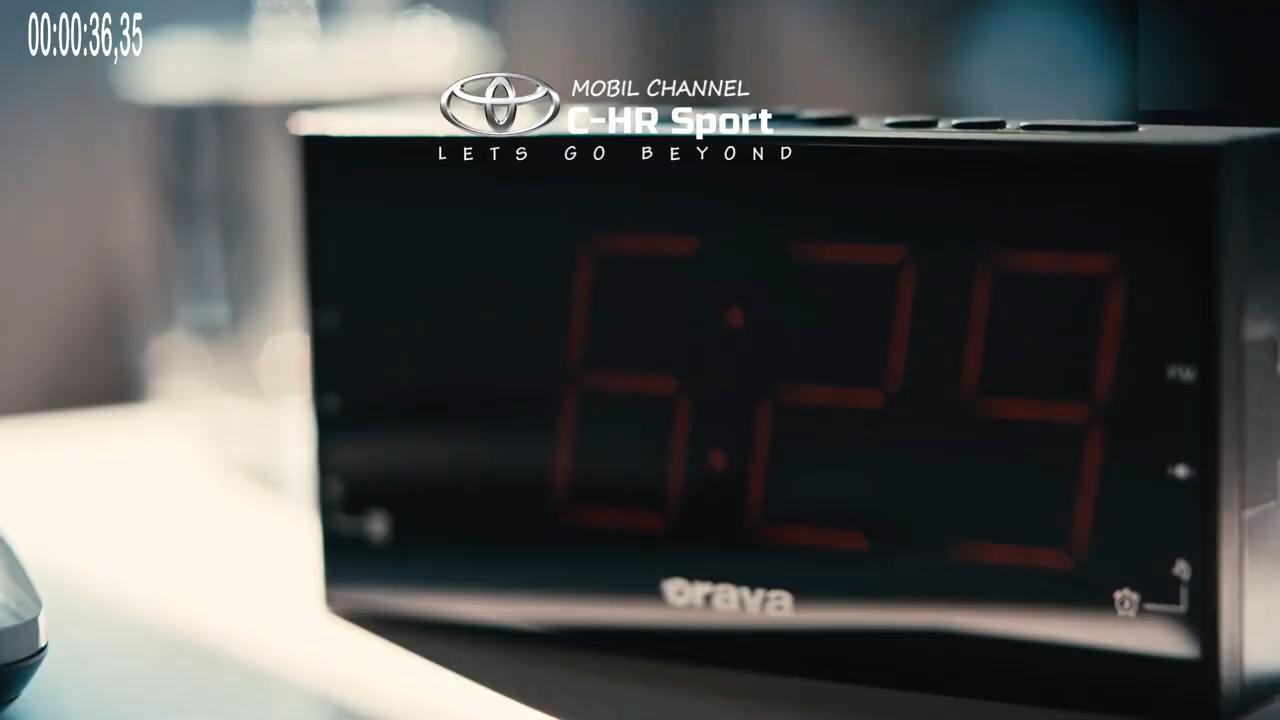 00:00:36,35
MOBIL CHANNEL
C-HR Sport
LETS GO BEYOND
6:29
orava